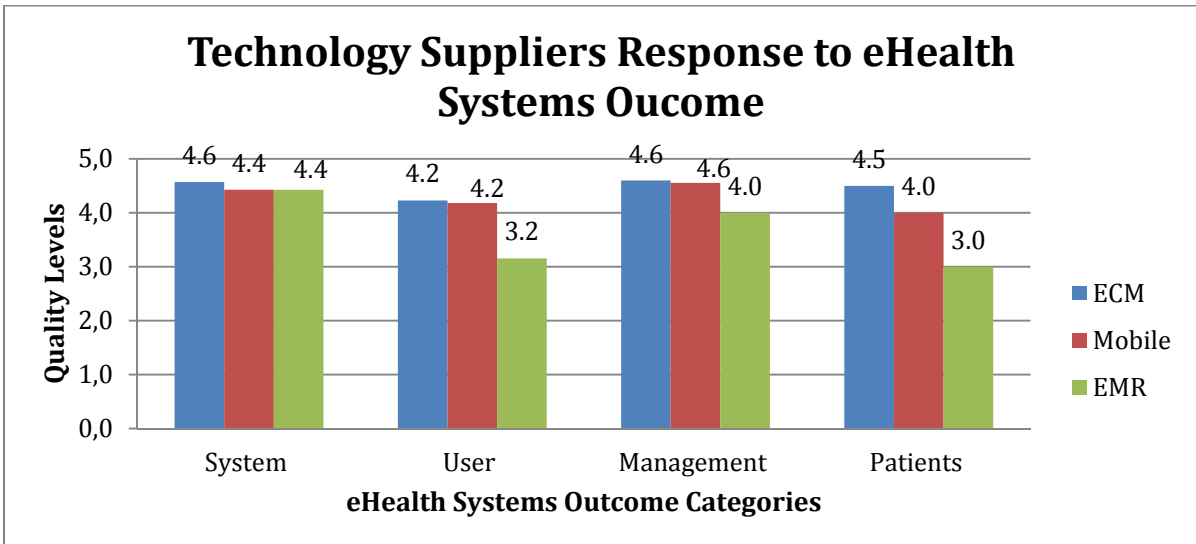 Technology Suppliers Response to eHealth
Systems Oucome
Quality Levels
5,0
4,0
3,0
2,0
1,0
0,0
4.6
4.4
4.4
4.2
4.2
3.2
4.6
4.6
4.0
4.5
4.0
3.0
System
User
Management
Patients
eHealth Systems Outcome Categories
ECM
Mobile
EMR